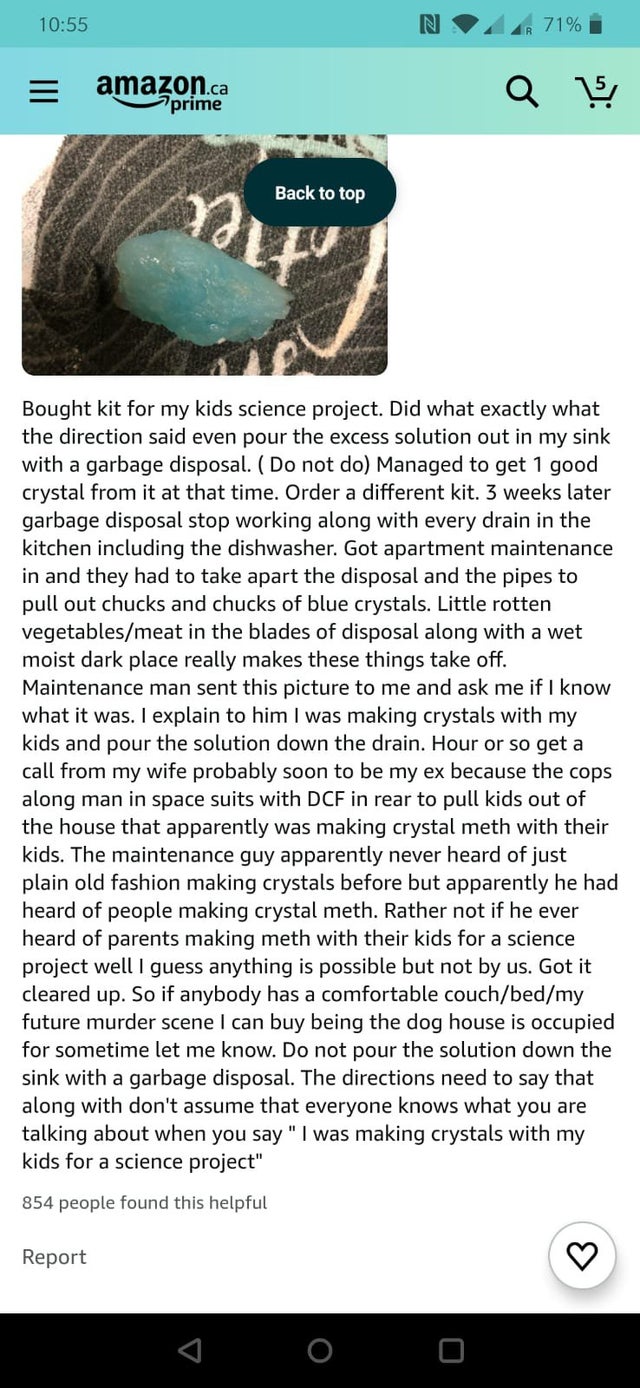 10:55
R 71%
amazon.ca
prime
5
Back to top
Bought kit for my kids science project. Did what exactly what
the direction said even pour the excess solution out in my sink
with a garbage disposal. ( Do not do) Managed to get 1 good
crystal from it at that time. Order a different kit. 3 weeks later
garbage disposal stop working along with every drain in the
kitchen including the dishwasher. Got apartment maintenance
in and they had to take apart the disposal and the pipes to
pull out chucks and chucks of blue crystals. Little rotten
vegetables/meat in the blades of disposal along with a wet
moist dark place really makes these things take off.
Maintenance man sent this picture to me and ask me if I know
what it was. I explain to him I was making crystals with my
kids and pour the solution down the drain. Hour or so get a
call from my wife probably soon to be my ex because the cops
along man in space suits with DCF in rear to pull kids out of
the house that apparently was making crystal meth with their
kids. The maintenance guy apparently never heard of just
plain old fashion making crystals before but apparently he had
heard of people making crystal meth. Rather not if he ever
heard of parents making meth with their kids for a science
project well I guess anything is possible but not by us. Got it
cleared up. So if anybody has a comfortable couch/bed/my
future murder scene I can buy being the dog house is occupied
for sometime let me know. Do not pour the solution down the
sink with a garbage disposal. The directions need to say that
along with don't assume that everyone knows what you are
talking about when you say " I was making crystals with my
kids for a science project"
854 people found this helpful
Report